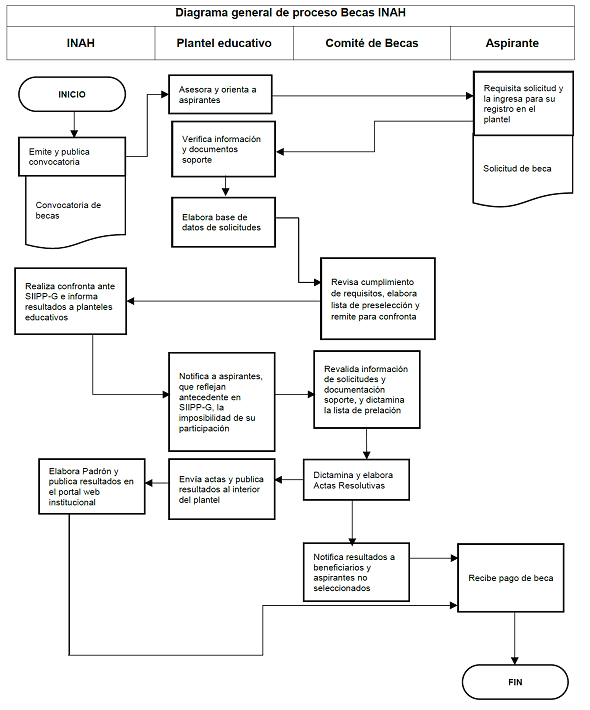 Diagrama general de proceso Becas INAH
INAH
Plantel educativo
Comité de Becas
Aspirante
INICIO
Asesora y orienta a
aspirantes
Requisita solicitud y
la ingresa para su
registro en el
plantel
Emite y publica
convocatoria
Verifica información
y documentos
soporte
Solicitud de beca
Convocatoria de
becas
Elabora base de
datos de solicitudes
Revisa cumplimiento
de requisitos, elabora
lista de preselección y
remite para confronta
Realiza confronta ante
SIIPP-G e informa
resultados a planteles
educativos
Notifica a aspirantes,
que reflejan
antecedente en
SIIPP-G, la
imposibilidad de su
participación
Revalida información
de solicitudes y
documentación
soporte, y dictamina
la lista de prelación
Elabora Padrón y
publica resultados en
el portal web
institucional
Envía actas y publica
resultados al interior
del plantel
Dictamina y elabora
Actas Resolutivas
Notifica resultados a
beneficiarios y
aspirantes no
seleccionados
Recibe pago de beca
FIN